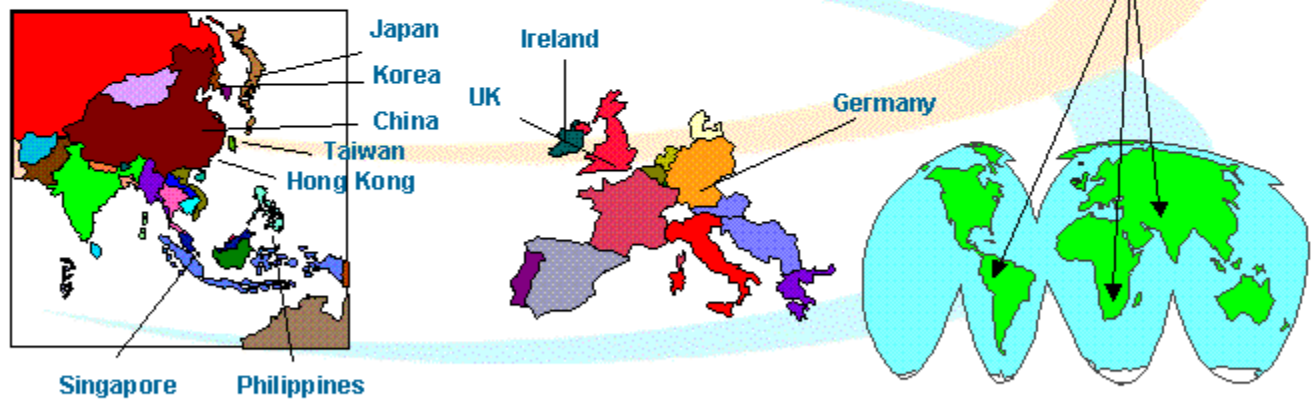 Japan
Korea
China
Taiwan
Hong Kong
Singapore
Philippines
Ireland
UK
Germany